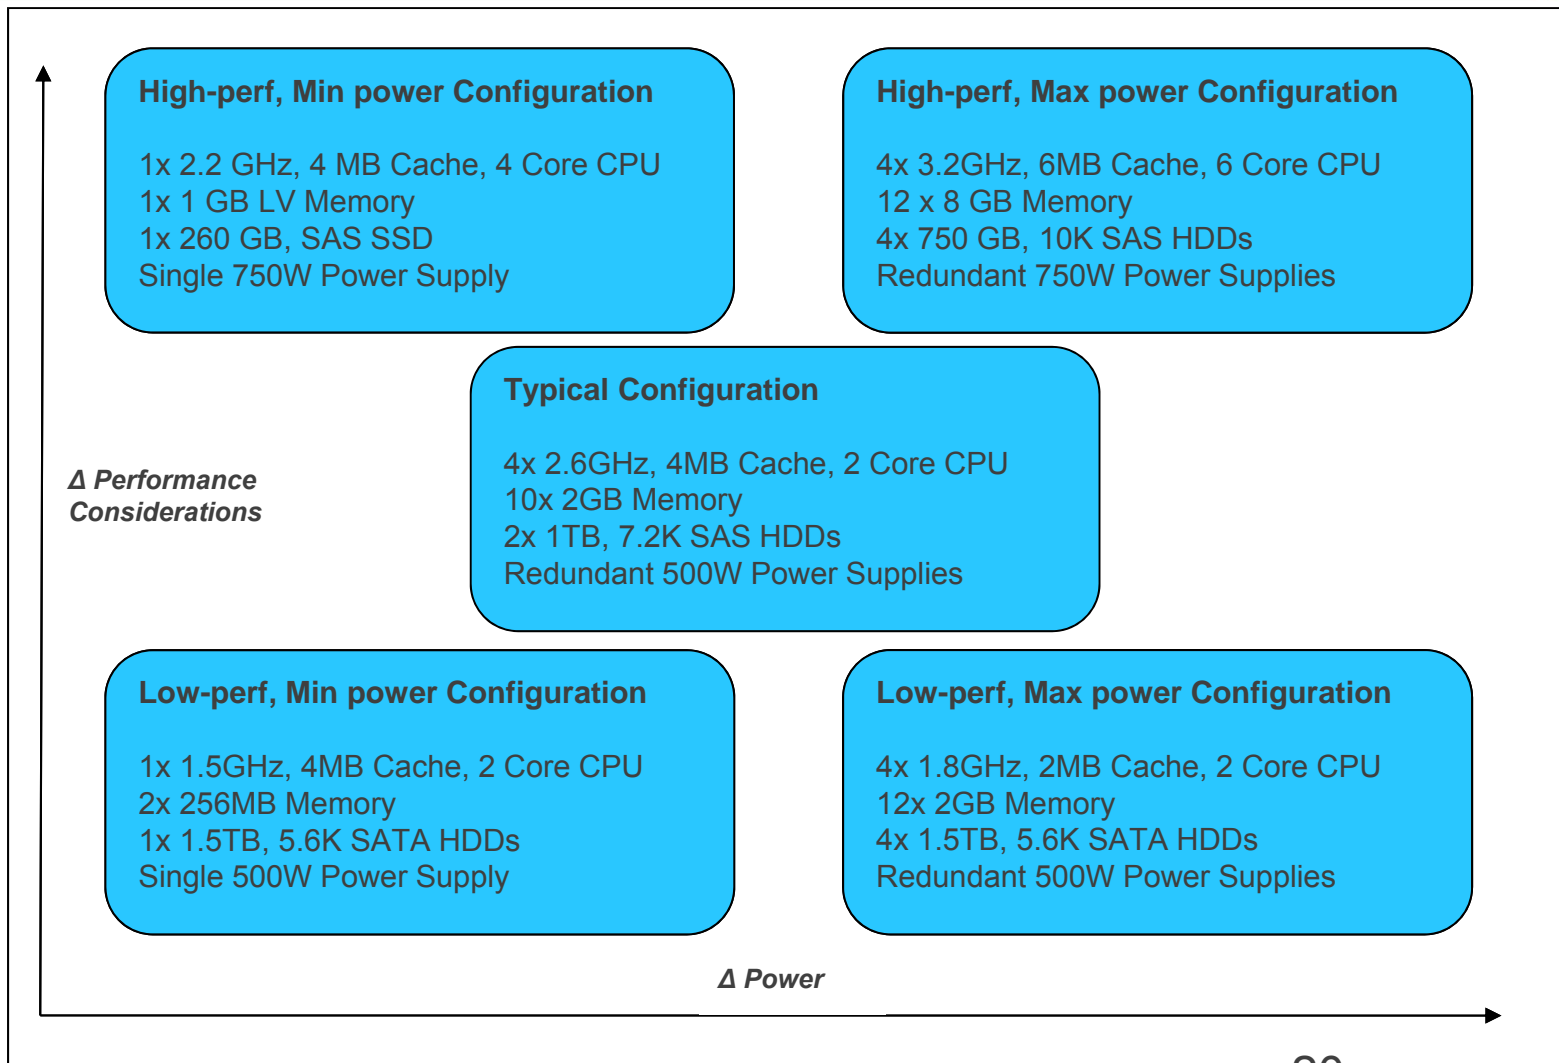 High-perf, Min power Configuration
1x 2.2 GHz, 4 MB Cache, 4 Core CPU
1x 1 GB LV Memory
1x 260 GB, SAS SSD
Single 750W Power Supply
High-perf, Max power Configuration
4x 3.2GHz, 6MB Cache, 6 Core CPU
12 x 8 GB Memory
4x 750 GB, 10K SAS HDDs
Redundant 750W Power Supplies
Typical Configuration
4x 2.6GHz, 4MB Cache, 2 Core CPU
10x 2GB Memory
2x 1TB, 7.2K SAS HDDs
Redundant 500W Power Supplies
Δ Performance
Considerations
Low-perf, Min power Configuration
1x 1.5GHz, 4MB Cache, 2 Core CPU
2x 256MB Memory
1x 1.5TB, 5.6K SATA HDDs
Single 500W Power Supply
Low-perf, Max power Configuration
4x 1.8GHz, 2MB Cache, 2 Core CPU
12x 2GB Memory
4x 1.5TB, 5.6K SATA HDDs
Redundant 500W Power Supplies
Δ Power